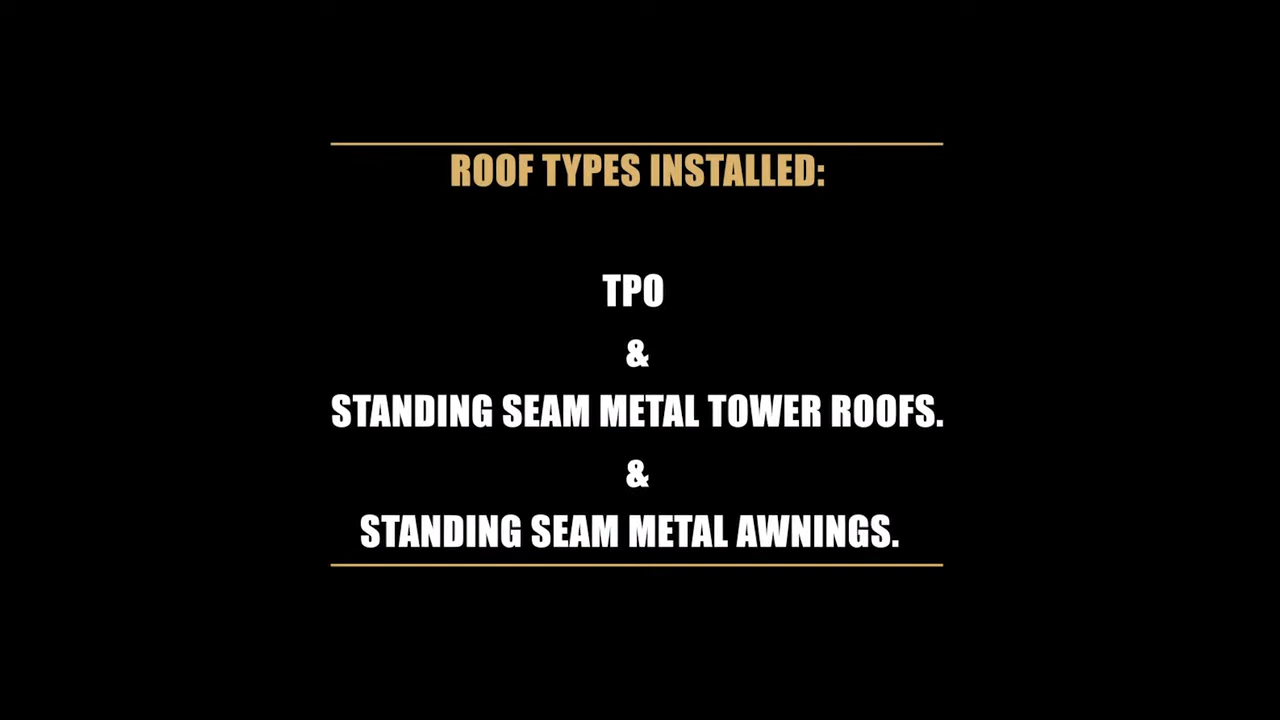 ROOF TYPES INSTALLED:
TPO
&
STANDING SEAM METAL TOWER ROOFS.
&
STANDING SEAM METAL AWNINGS.